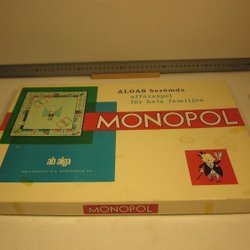 ALGAS berömda
affärsspel
för hela familjen
MONOPOL
ab alga
MONOPOL